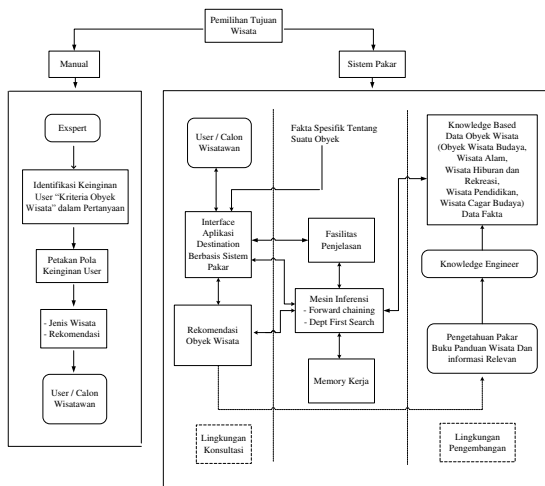 Pemilihan Tujuan
Wisata
Manual
Sistem Pakar
Exspert
Identifikasi Keinginan
User “Kriteria Obyek
Wisata” dalam Pertanyaan
Petakan Pola
Keinginan User
- Jenis Wisata
- Rekomendasi
User / Calon
Wisatawan
User / Calon
Wisatawan
Fakta Spesifik Tentang
Suatu Obyek
Interface
Aplikasi
Destination
Berbasis Sistem
Pakar
Fasilitas
Penjelasan
Rekomendasi
Obyek Wisata
Mesin Inferensi
- Forward chaining
- Dept First Search
Memory Kerja
Knowledge Based
Data Obyek Wisata
(Obyek Wisata Budaya,
Wisata Alam,
Wisata Hiburan dan
Rekreasi,
Wisata Pendidikan,
Wisata Cagar Budaya)
Data Fakta
Knowledge Engineer
Pengetahuan Pakar
Buku Panduan Wisata Dan
informasi Relevan
Lingkungan
Konsultasi
Lingkungan
Pengembangan